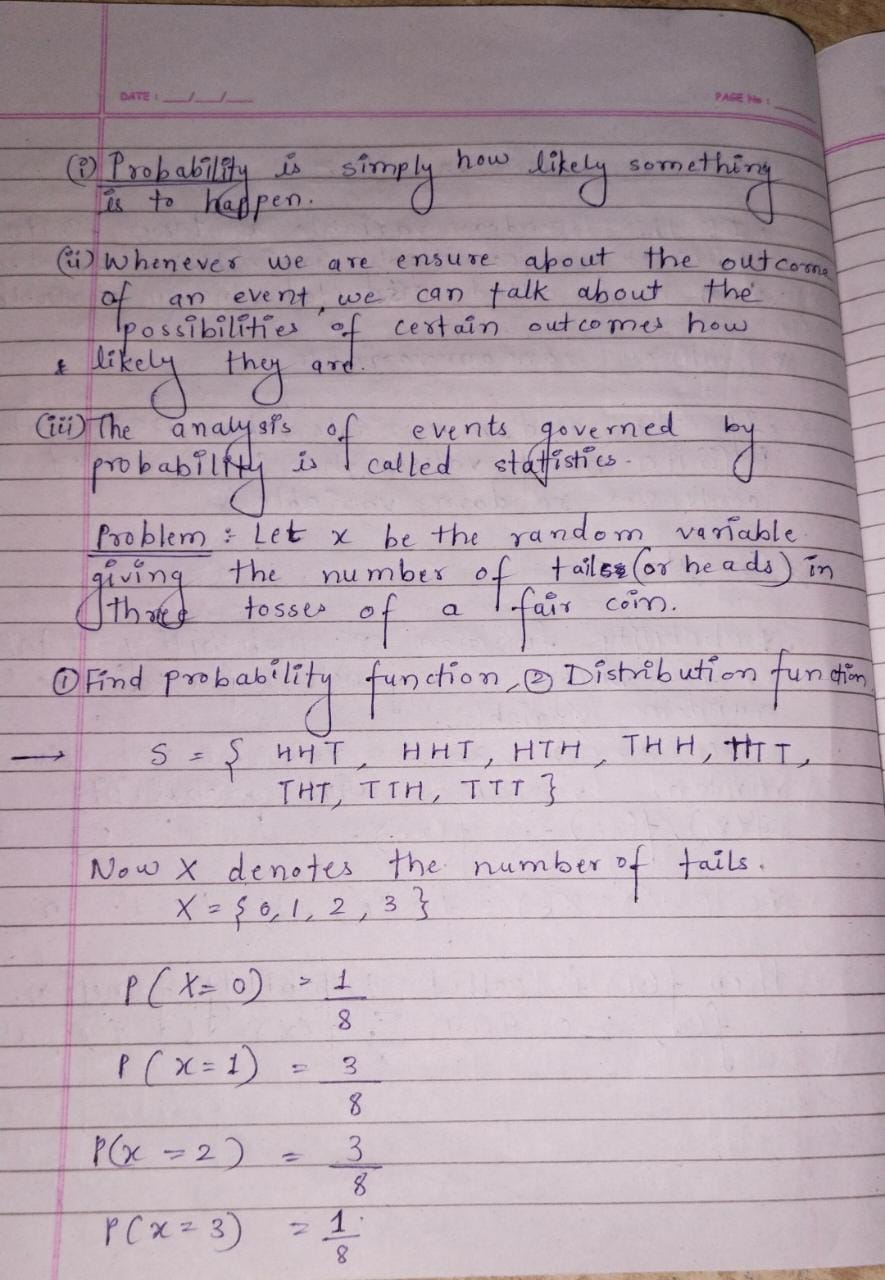 DATE : __/__/__ PAGE No :
(i) Probability is simply how likely something
is to happen.
(ii) Whenever we are ensure about the outcome
of an event, we can talk about the
possibilities of certain outcomes how
& likely they are.
(iii) The analysis of events governed by
probability is called statistics.
Problem : Let x be the random variable
giving the number of tails (or heads) in
three tosses of a fair coin.
① Find probability function, ② Distribution function
→ S = { HHT, HHT, HTH, THH, HTT,
THT, TTH, TTT }
Now X denotes the number of tails.
X = { 0, 1, 2, 3 }
P(X=0) = 1/8
P(x=1) = 3/8
P(x=2) = 3/8
P(x=3) = 1/8